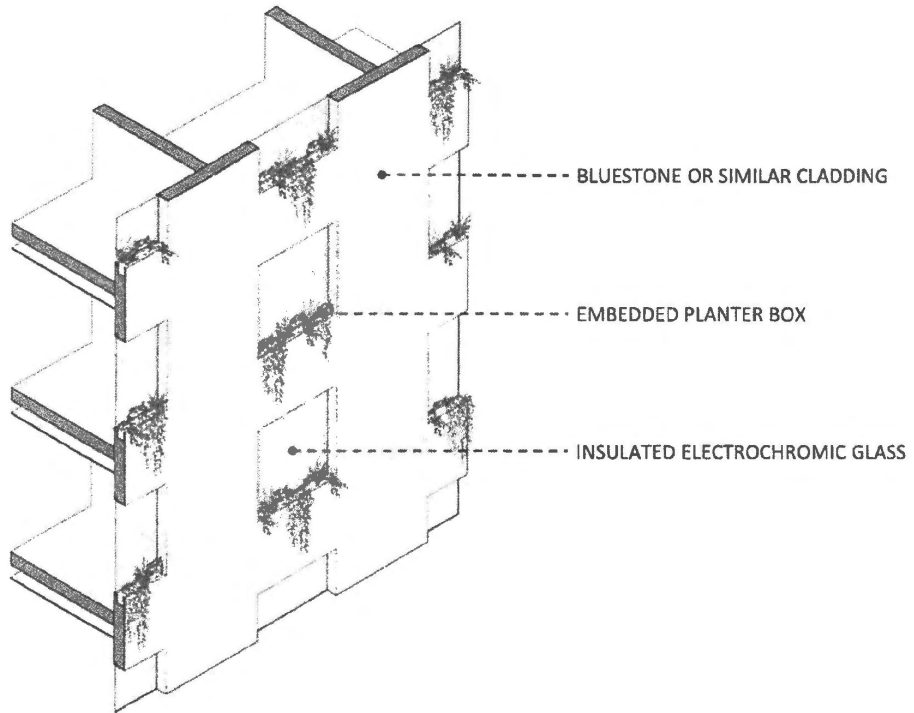 BLUESTONE OR SIMILAR CLADDING
EMBEDDED PLANTER BOX
INSULATED ELECTROCHROMIC GLASS